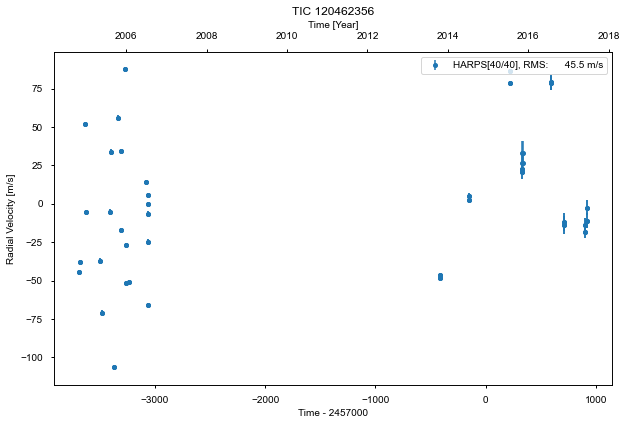 TIC 120462356
Time [Year]
2006 2008 2010 2012 2014 2016 2018
HARPS[40/40], RMS: 45.5 m/s
Radial Velocity [m/s]
75
50
25
0
−25
−50
−75
−100
−3000 −2000 −1000 0 1000
Time - 2457000